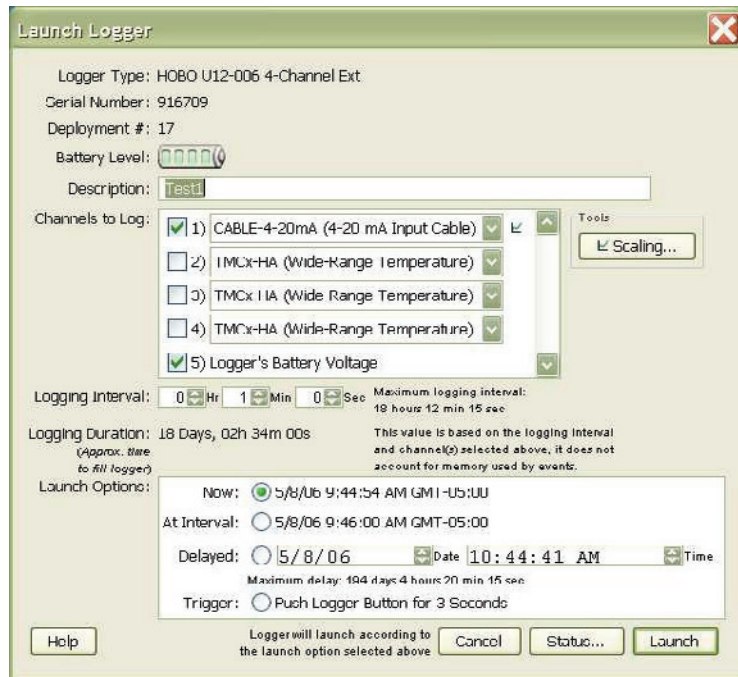 Launch Logger
Logger Type: HOBO U12-006 4-Channel Ext
Serial Number: 916709
Deployment #: 17
Battery Level:
Description: Test1
Channels to Log: 1) CABLE-4-20mA (4-20 mA Input Cable)
Tools
Scaling...
2) TMCx-HA (Wide-Range Temperature)
3) TMCx-HA (Wide-Range Temperature)
4) TMCx-HA (Wide-Range Temperature)
5) Logger's Battery Voltage
Logging Interval: 0 Hr 1 Min 0 Sec Maximum logging interval:
18 hours 12 min 15 sec
Logging Duration: 18 Days, 02h 34m 00s This value is based on the logging interval
(Approx. time and channel(s) selected above, it does not
to fill logger) account for memory used by events.
Launch Options:
Now: 5/8/06 9:44:54 AM GMT-05:00
At Interval: 5/8/06 9:46:00 AM GMT-05:00
Delayed: 5/8/06 Date 10:44:41 AM Time
Maximum delay: 194 days 4 hours 20 min 15 sec
Trigger: Push Logger Button for 3 Seconds
Help Logger will launch according to Cancel Status... Launch
the launch option selected above